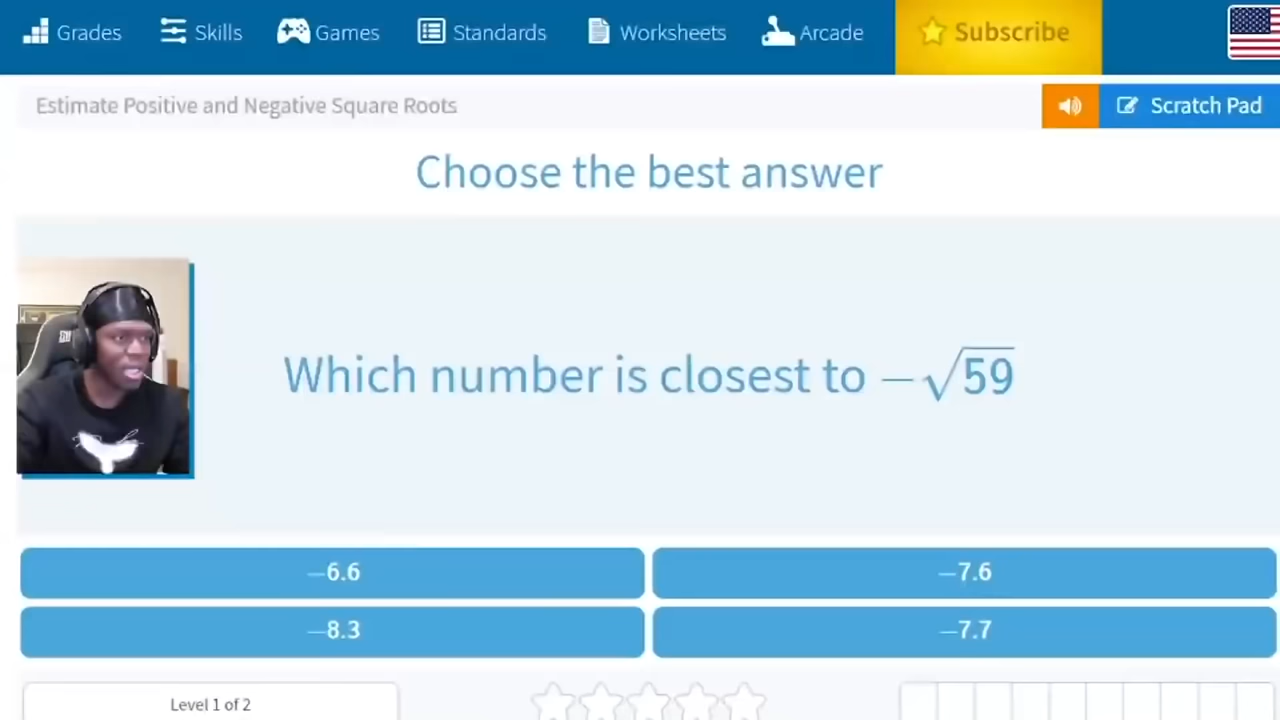 Grades Skills Games Standards Worksheets Arcade Subscribe
Estimate Positive and Negative Square Roots Scratch Pad
Choose the best answer
Which number is closest to −√59
−6.6 −7.6
−8.3 −7.7
Level 1 of 2